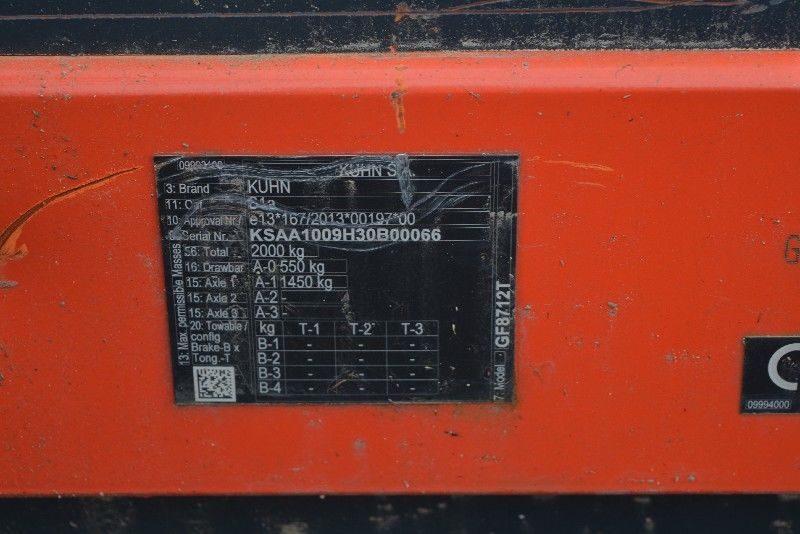 KUHN S.
3: Brand KUHN
11: Cat. S1a
10: Approval Nr. e13*167/2013*00197*00
Serial Nr. KSAA1009H30B00066
13: Max. permissible Masses
56: Total 2000 kg
16: Drawbar A-0 550 kg
15: Axle 1 A-1 1450 kg
15: Axle 2 A-2 -
15: Axle 3 A-3 -
20: Towable / config kg T-1 T-2 T-3
Brake-B x B-1 - - -
Tong.-T B-2 - - -
B-3 - - -
B-4 - - -
7: Model : GF8712T
G
09994000